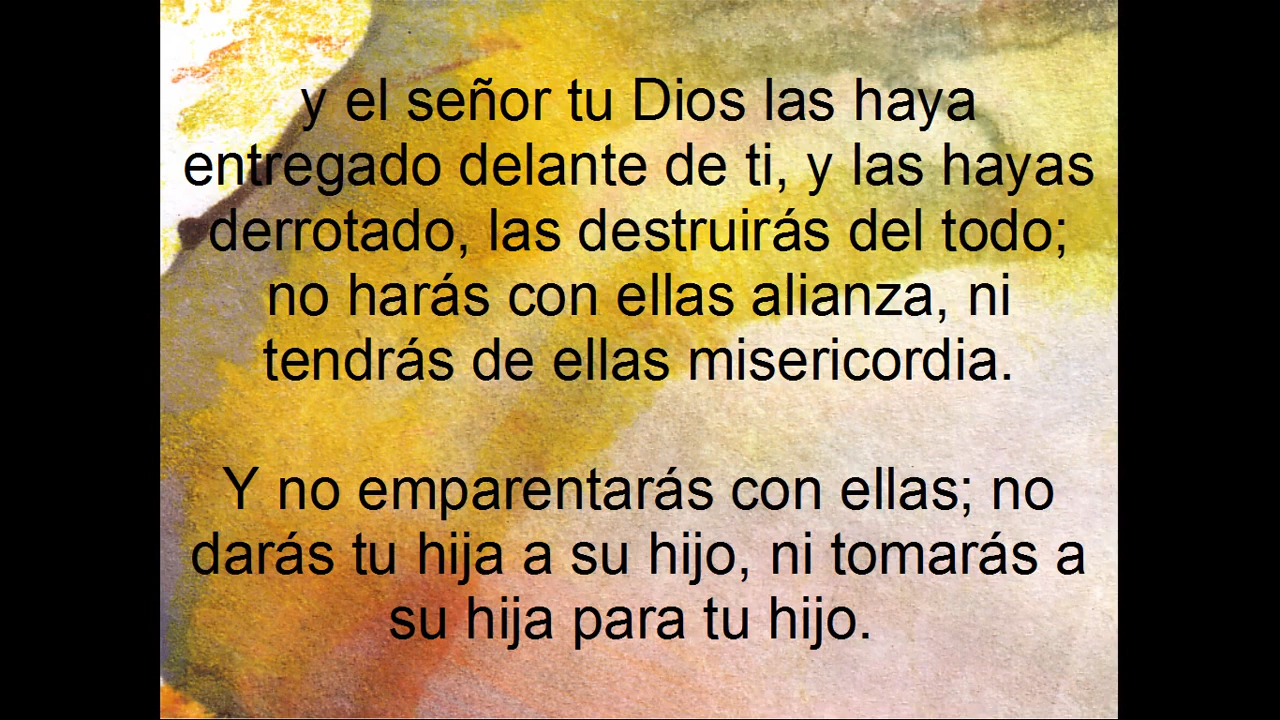 y el señor tu Dios las haya
entregado delante de ti, y las hayas
derrotado, las destruirás del todo;
no harás con ellas alianza, ni
tendrás de ellas misericordia.
Y no emparentarás con ellas; no
darás tu hija a su hijo, ni tomarás a
su hija para tu hijo.